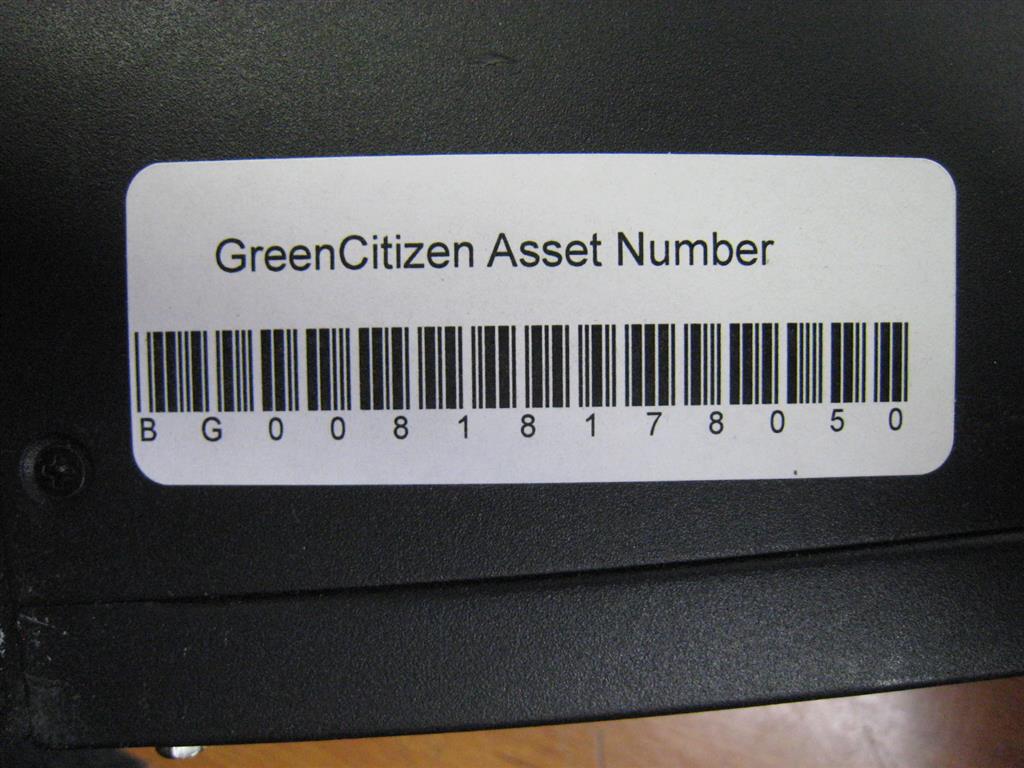 GreenCitizen Asset Number
B G 0 0 8 1 8 1 7 8 0 5 0